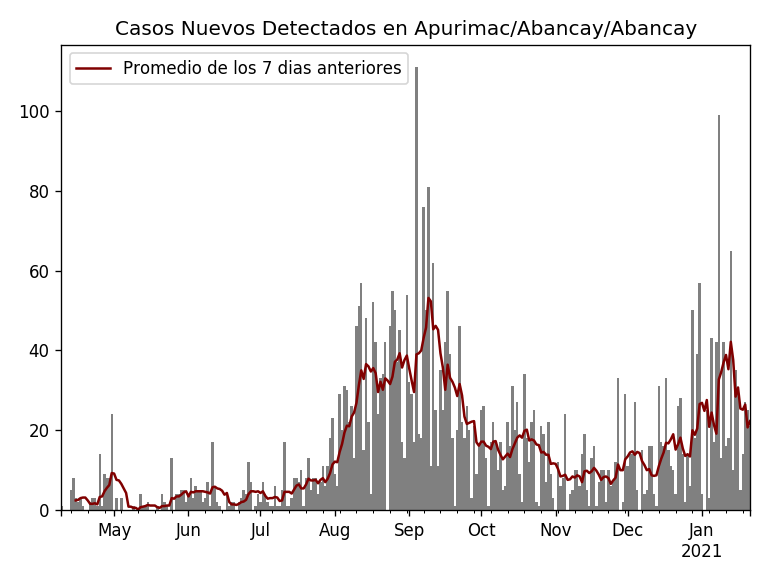 Casos Nuevos Detectados en Apurimac/Abancay/Abancay
Promedio de los 7 dias anteriores
100
80
60
40
20
0
May Jun Jul Aug Sep Oct Nov Dec Jan
2021